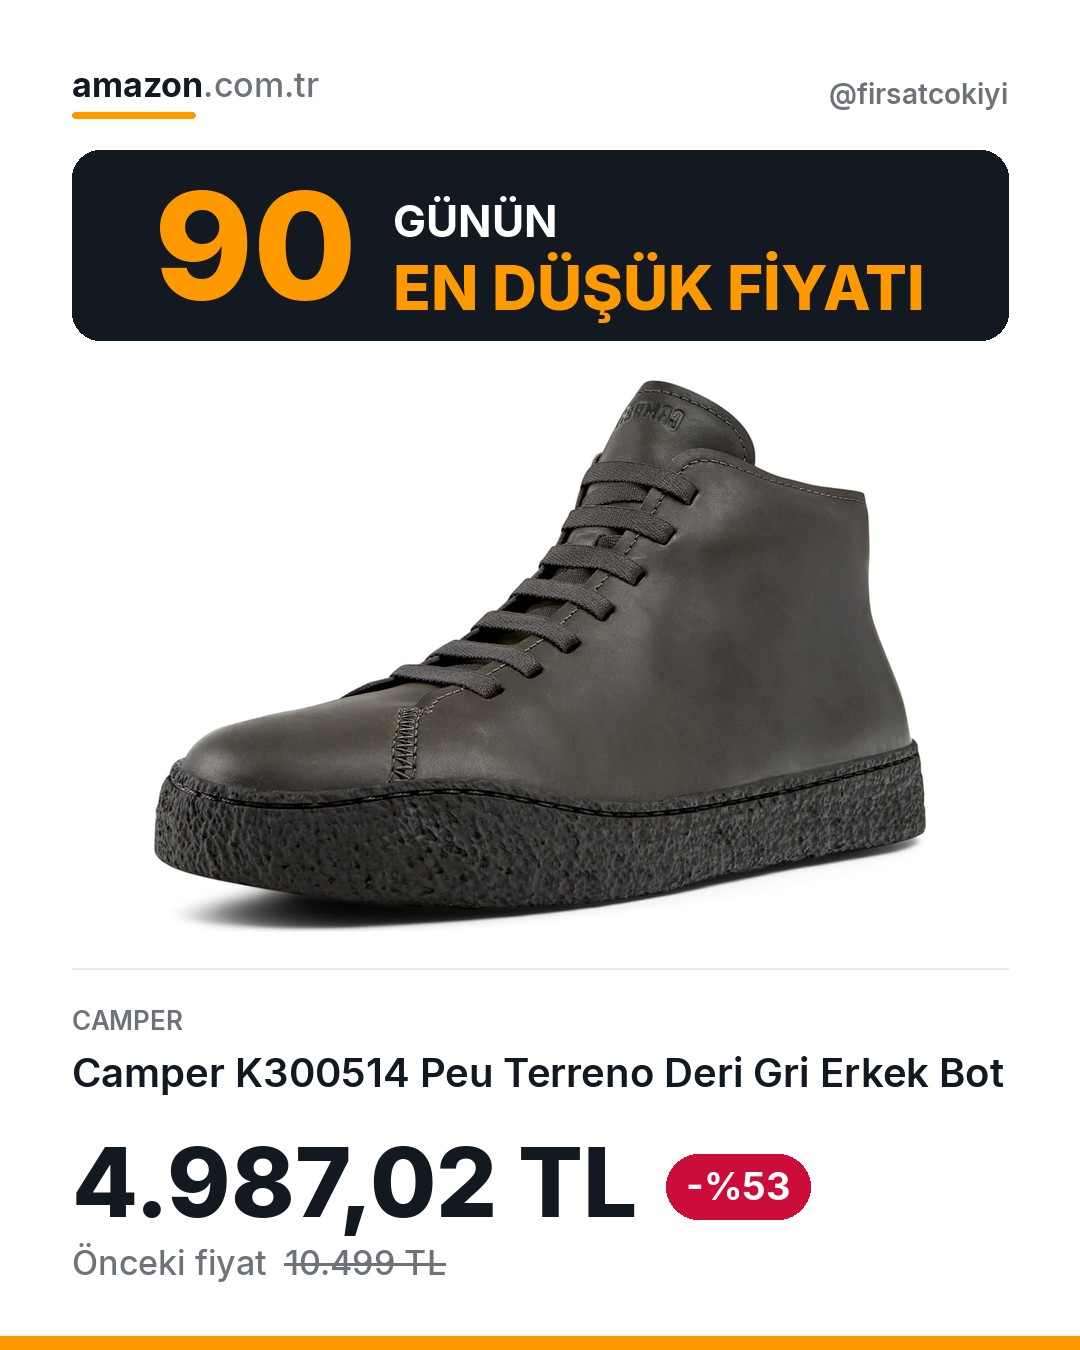 amazon.com.tr
@firsatcokiyi
90 GÜNÜN
EN DÜŞÜK FİYATI
CAMPER
CAMPER
Camper K300514 Peu Terreno Deri Gri Erkek Bot
4.987,02 TL -%53
Önceki fiyat 10.499 TL